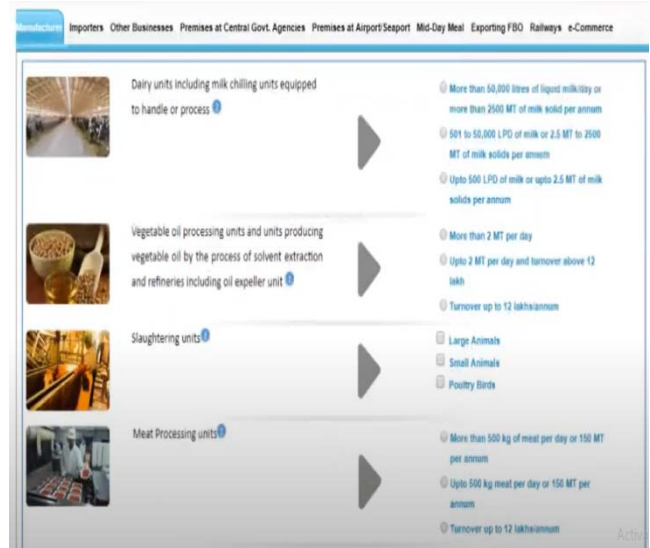 Manufacturer Importers Other Businesses Premises at Central Govt. Agencies Premises at Airport/Seaport Mid-Day Meal Exporting FBO Railways e-Commerce
Dairy units including milk chilling units equipped
to handle or process
More than 50,000 litres of liquid milk/day or
more than 2500 MT of milk solid per annum
501 to 50,000 LPD of milk or 2.5 MT to 2500
MT of milk solids per annum
Upto 500 LPD of milk or upto 2.5 MT of milk
solids per annum
Vegetable oil processing units and units producing
vegetable oil by the process of solvent extraction
and refineries including oil expeller unit
More than 2 MT per day
Upto 2 MT per day and turnover above 12
lakh
Turnover up to 12 lakhs/annum
Slaughtering units
Large Animals
Small Animals
Poultry Birds
Meat Processing units
More than 500 kg of meat per day or 150 MT
per annum
Upto 500 kg meat per day or 150 MT per
annum
Turnover up to 12 lakhs/annum
Activ